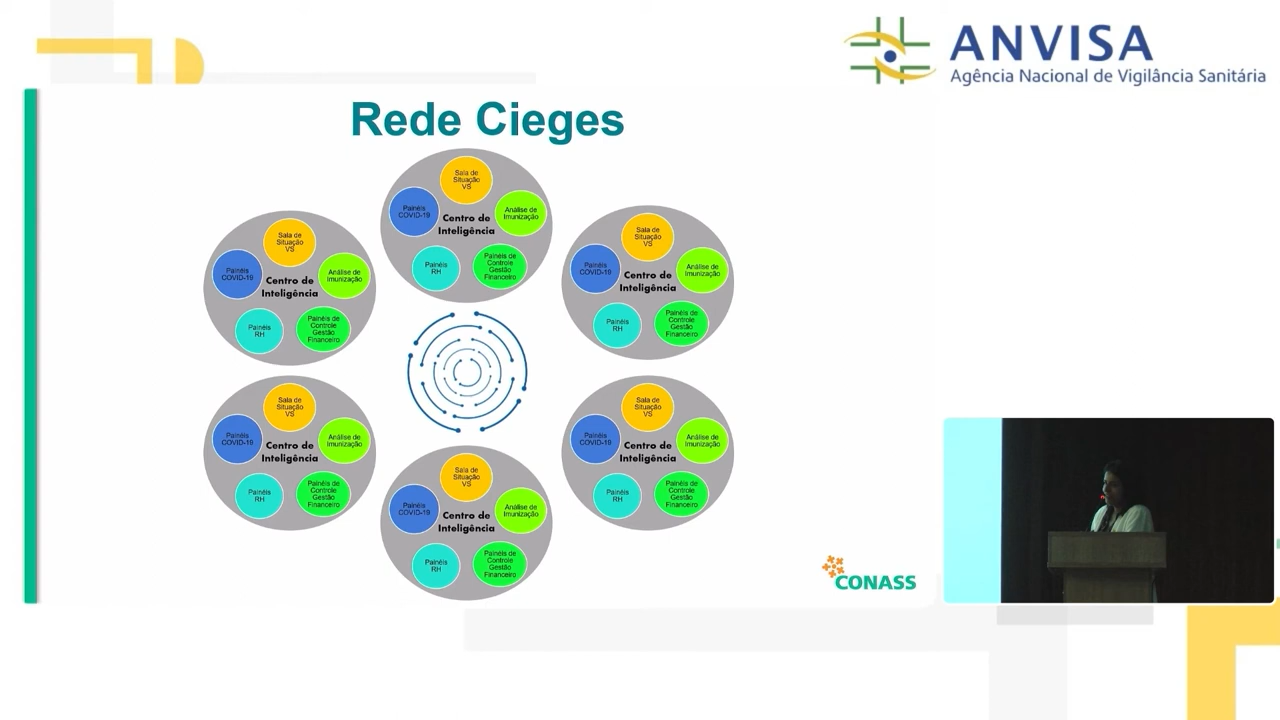 ANVISA
Agência Nacional de Vigilância Sanitária
Rede Cieges
Sala de
Situação
VS
Painéis
COVID-19
Análise de
Imunização
Centro de
Inteligência
Painéis
RH
Painéis de
Controle
Gestão
Financeiro
Sala de
Situação
VS
Painéis
COVID-19
Análise de
Imunização
Centro de
Inteligência
Painéis
RH
Painéis de
Controle
Gestão
Financeiro
Sala de
Situação
VS
Painéis
COVID-19
Análise de
Imunização
Centro de
Inteligência
Painéis
RH
Painéis de
Controle
Gestão
Financeiro
Sala de
Situação
VS
Painéis
COVID-19
Análise de
Imunização
Centro de
Inteligência
Painéis
RH
Painéis de
Controle
Gestão
Financeiro
Sala de
Situação
VS
Painéis
COVID-19
Análise de
Imunização
Centro de
Inteligência
Painéis
RH
Painéis de
Controle
Gestão
Financeiro
Sala de
Situação
VS
Painéis
COVID-19
Análise de
Imunização
Centro de
Inteligência
Painéis
RH
Painéis de
Controle
Gestão
Financeiro
CONASS